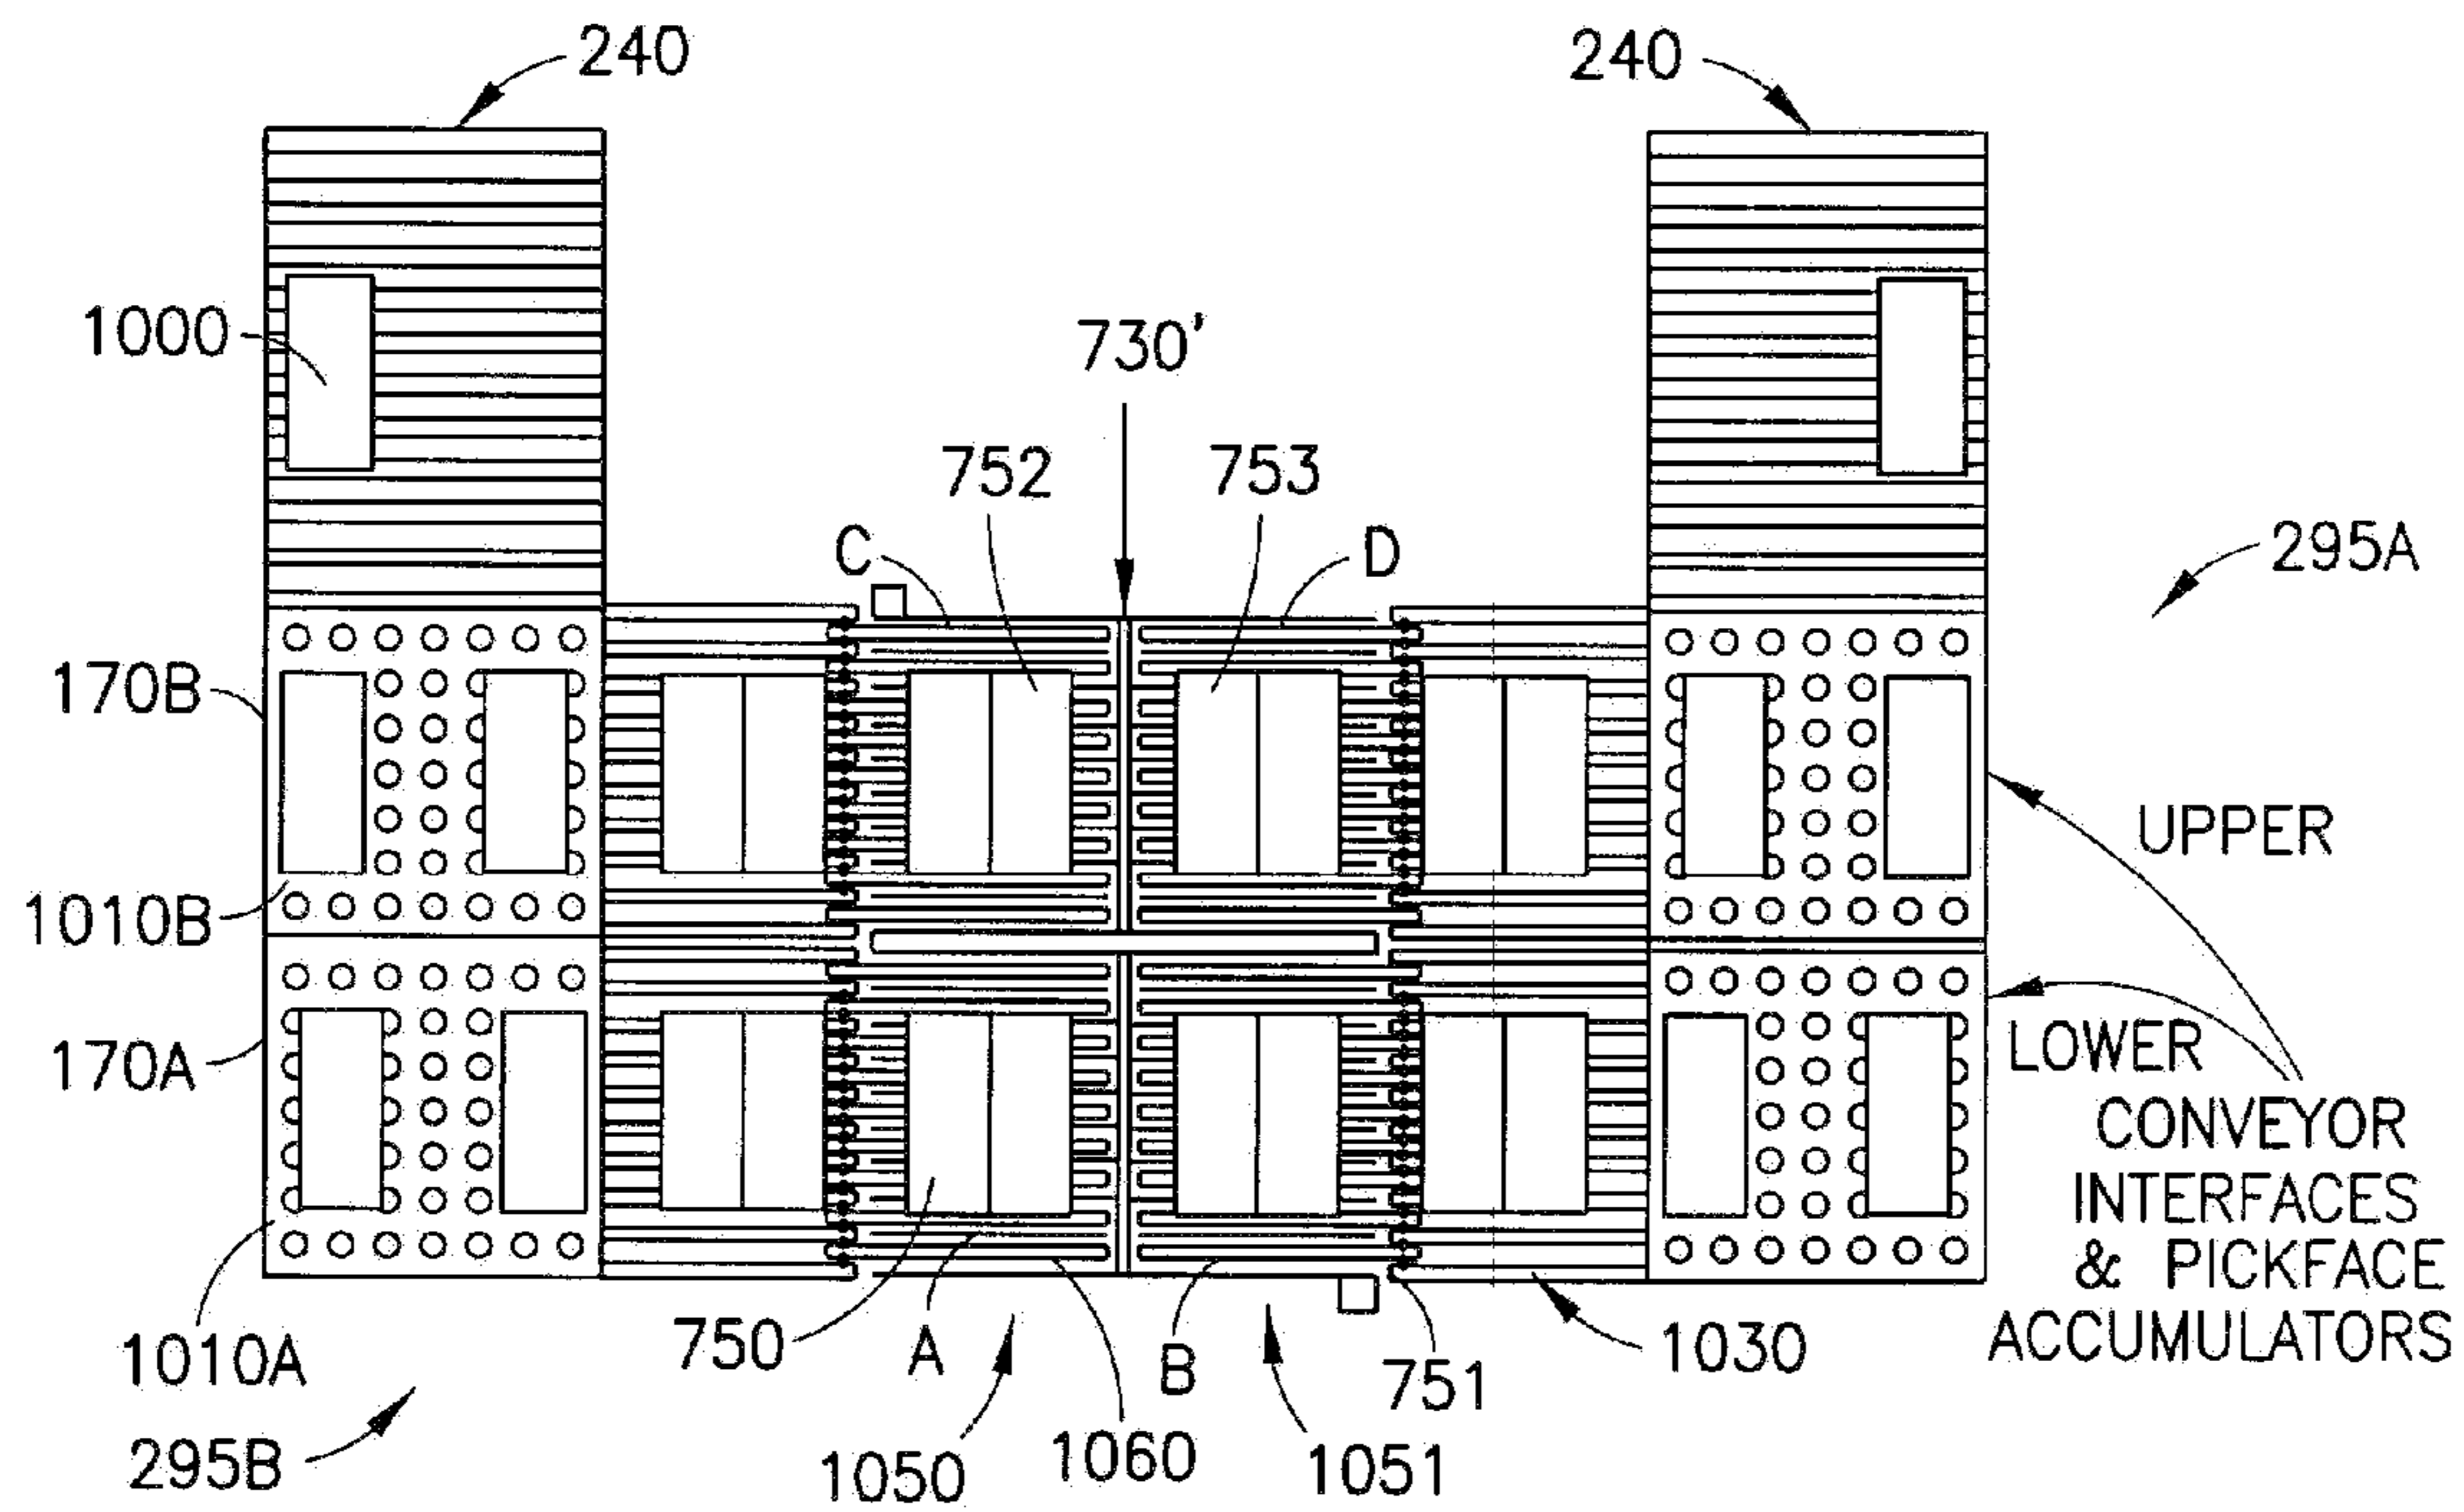 240
240
1000
730'
752
753
C
D
295A
170B
UPPER
1010B
170A
LOWER
CONVEYOR
INTERFACES
& PICKFACE
ACCUMULATORS
750
A
B
751
1030
1010A
295B
1050
1060
1051